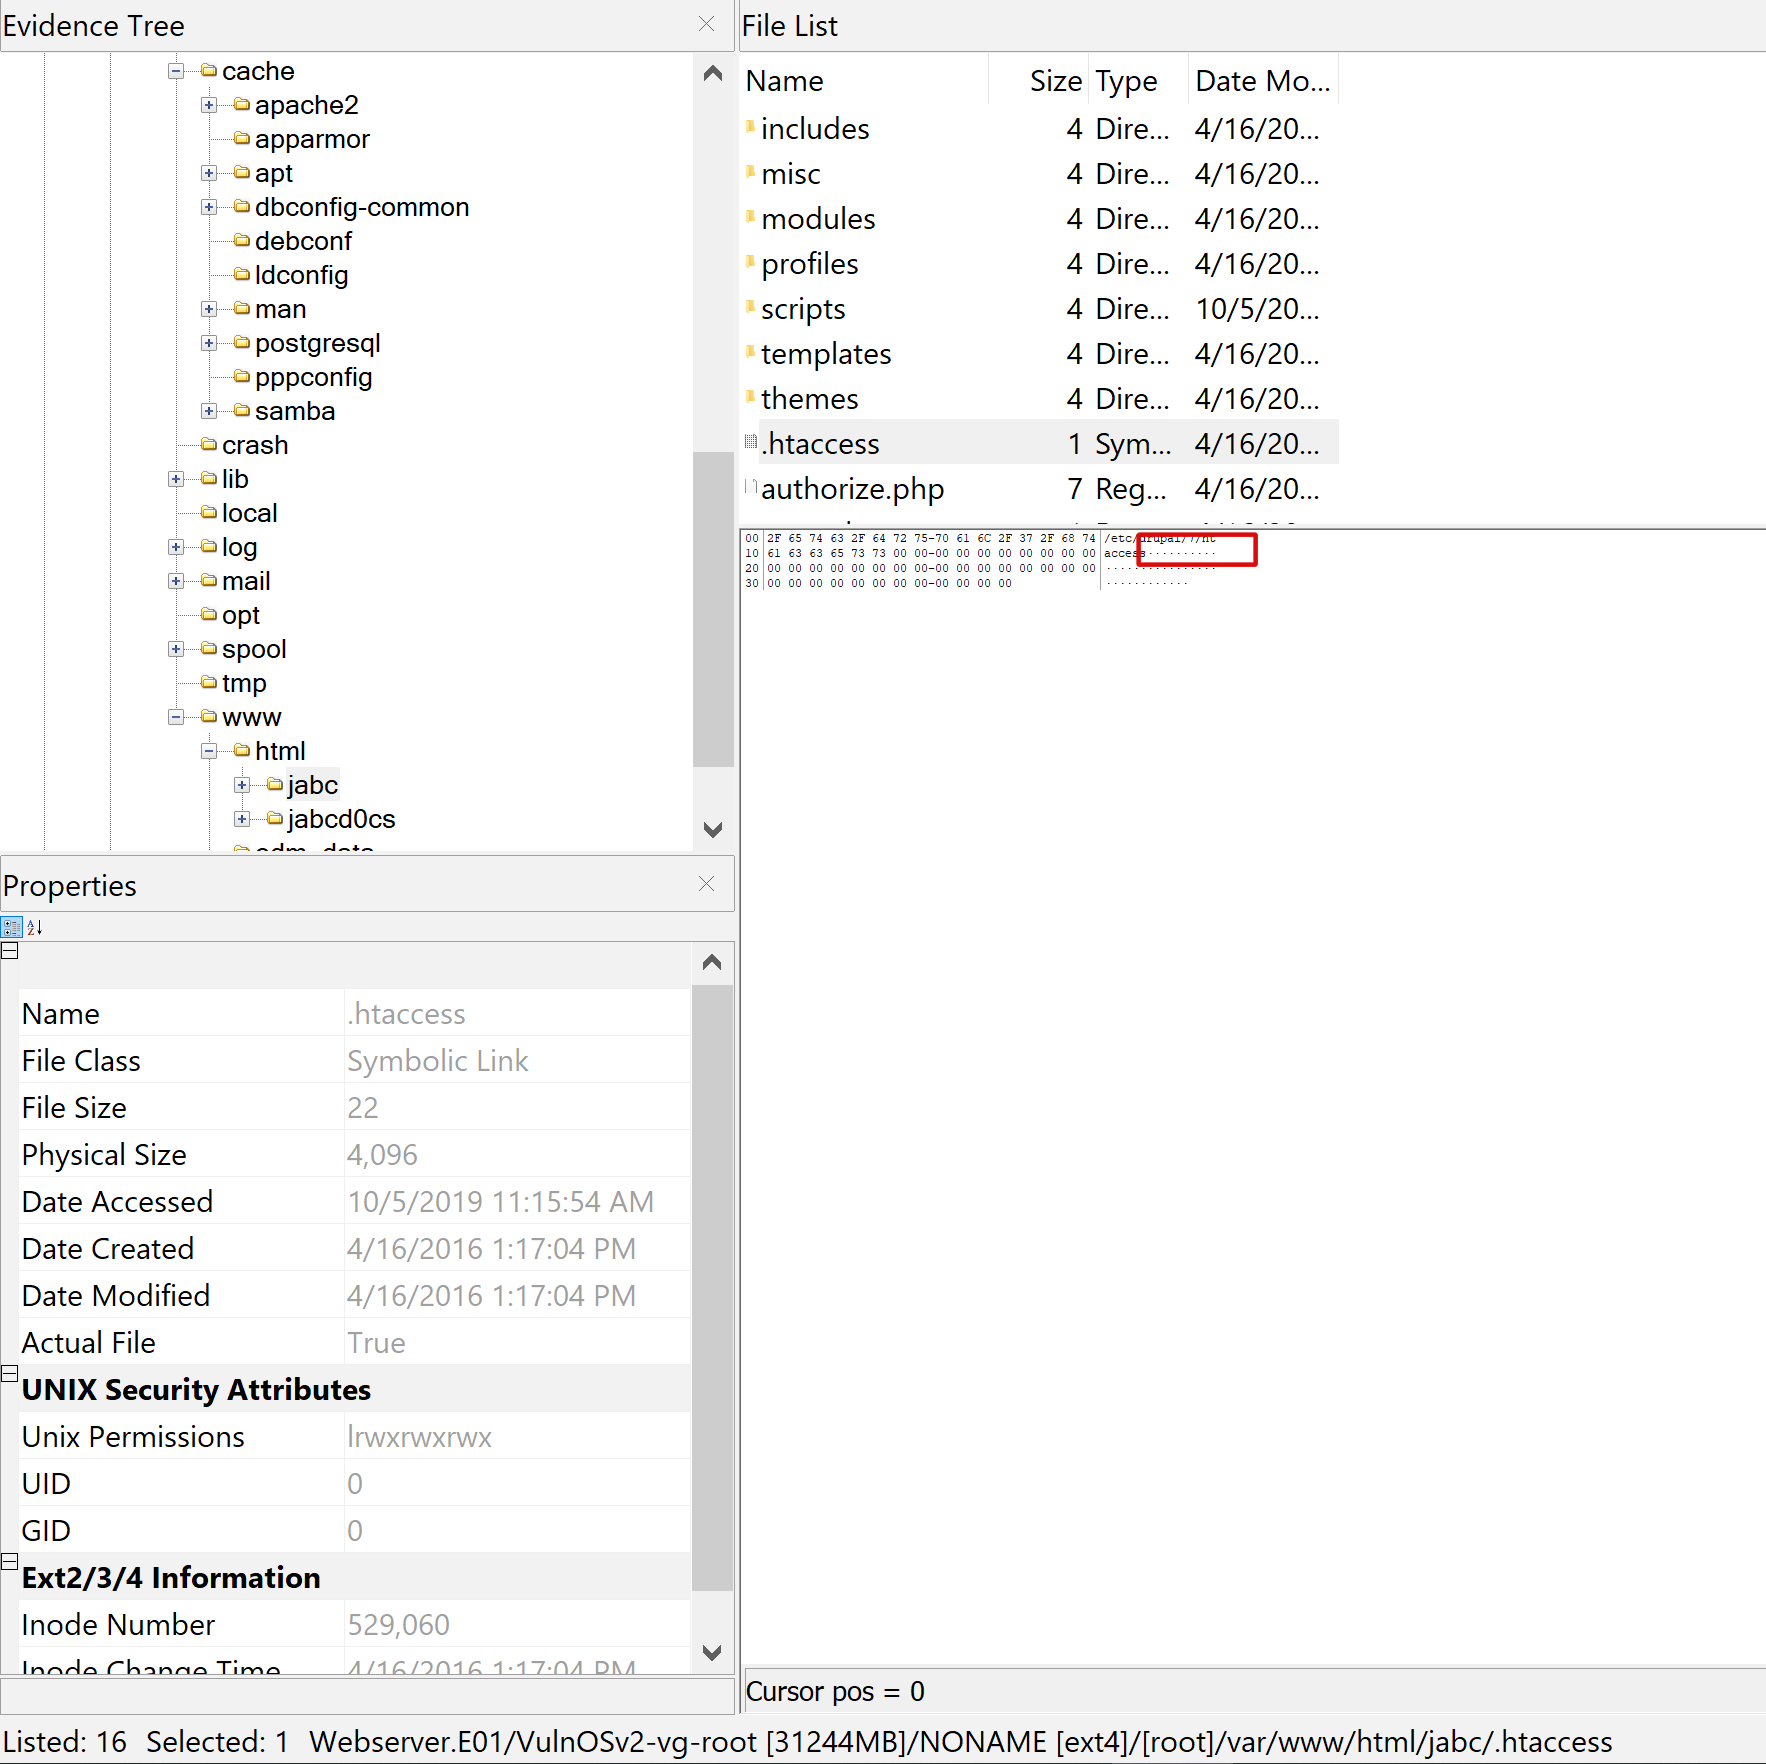 Evidence Tree
cache
apache2
apparmor
apt
dbconfig-common
debconf
ldconfig
man
postgresql
pppconfig
samba
crash
lib
local
log
mail
opt
spool
tmp
www
html
jabc
jabcd0cs
Properties
Name .htaccess
File Class Symbolic Link
File Size 22
Physical Size 4,096
Date Accessed 10/5/2019 11:15:54 AM
Date Created 4/16/2016 1:17:04 PM
Date Modified 4/16/2016 1:17:04 PM
Actual File True
UNIX Security Attributes
Unix Permissions lrwxrwxrwx
UID 0
GID 0
Ext2/3/4 Information
Inode Number 529,060
Inode Change Time 4/16/2016 1:17:04 PM
File List
Name Size Type Date Mo...
includes 4 Dire... 4/16/20...
misc 4 Dire... 4/16/20...
modules 4 Dire... 4/16/20...
profiles 4 Dire... 4/16/20...
scripts 4 Dire... 10/5/20...
templates 4 Dire... 4/16/20...
themes 4 Dire... 4/16/20...
.htaccess 1 Sym... 4/16/20...
authorize.php 7 Reg... 4/16/20...
00 2F 65 74 63 2F 64 72 75-70 61 6C 2F 37 2F 68 74 /etc/drupal/7/ht
10 61 63 63 65 73 73 00 00-00 00 00 00 00 00 00 00 access··········
20 00 00 00 00 00 00 00 00-00 00 00 00 00 00 00 00 ················
30 00 00 00 00 00 00 00 00-00 00 00 00 ············
Cursor pos = 0
Listed: 16 Selected: 1 Webserver.E01/VulnOSv2-vg-root [31244MB]/NONAME [ext4]/[root]/var/www/html/jabc/.htaccess